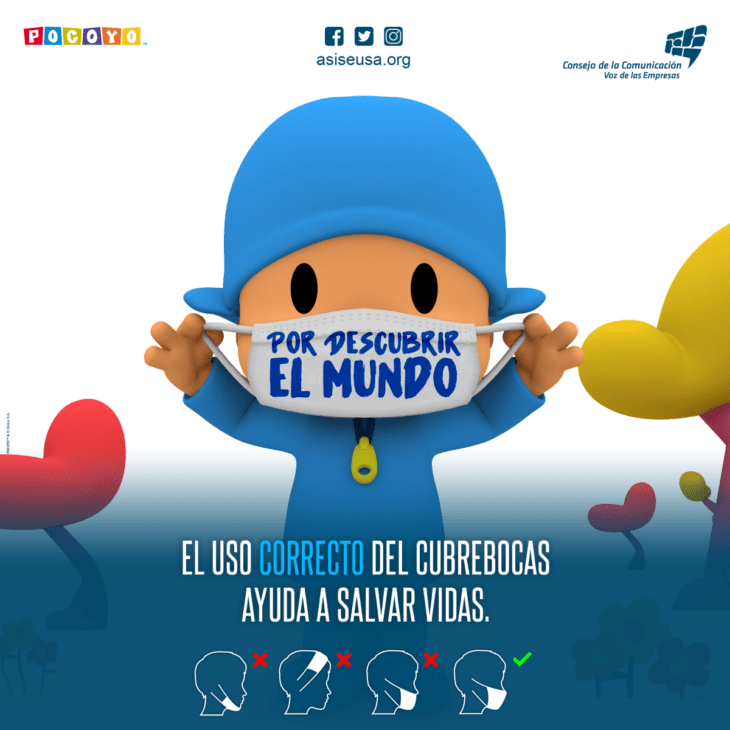 POCOYO
asiseusa.org
Consejo de la Comunicación
Voz de las Empresas
POR DESCUBRIR
EL MUNDO
EL USO CORRECTO DEL CUBREBOCAS
AYUDA A SALVAR VIDAS.